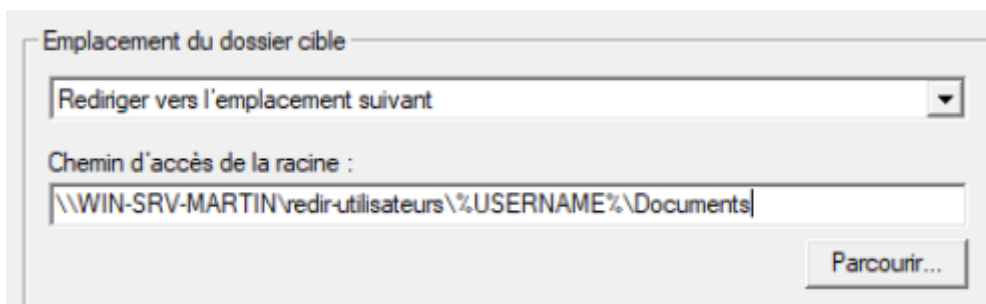 Emplacement du dossier cible
Rediriger vers l'emplacement suivant
Chemin d'accès de la racine :
\\WIN-SRV-MARTIN\redir-utilisateurs\%USERNAME%\Documents
Parcourir...